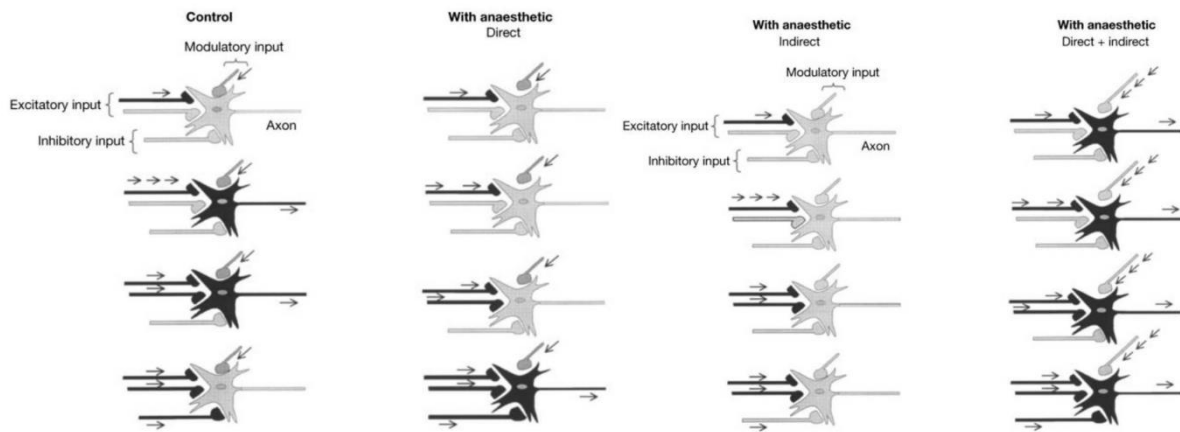 Control
Modulatory input
Excitatory input
Inhibitory input
Axon
With anaesthetic
Direct
With anaesthetic
Indirect
Modulatory input
Excitatory input
Inhibitory input
Axon
With anaesthetic
Direct + indirect